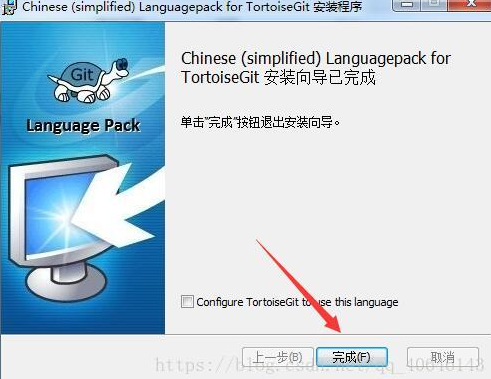 Chinese (simplified) Languagepack for TortoiseGit 安装程序
Git
Language Pack
Chinese (simplified) Languagepack for
TortoiseGit 安装向导已完成
单击"完成"按钮退出安装向导。
Configure TortoiseGit to use this language
上一步(B)
完成(F)
取消
https://blog.csdn.net/qq_40646143